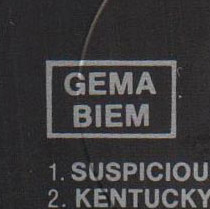 GEMA
BIEM
1. SUSPICIOU
2. KENTUCKY